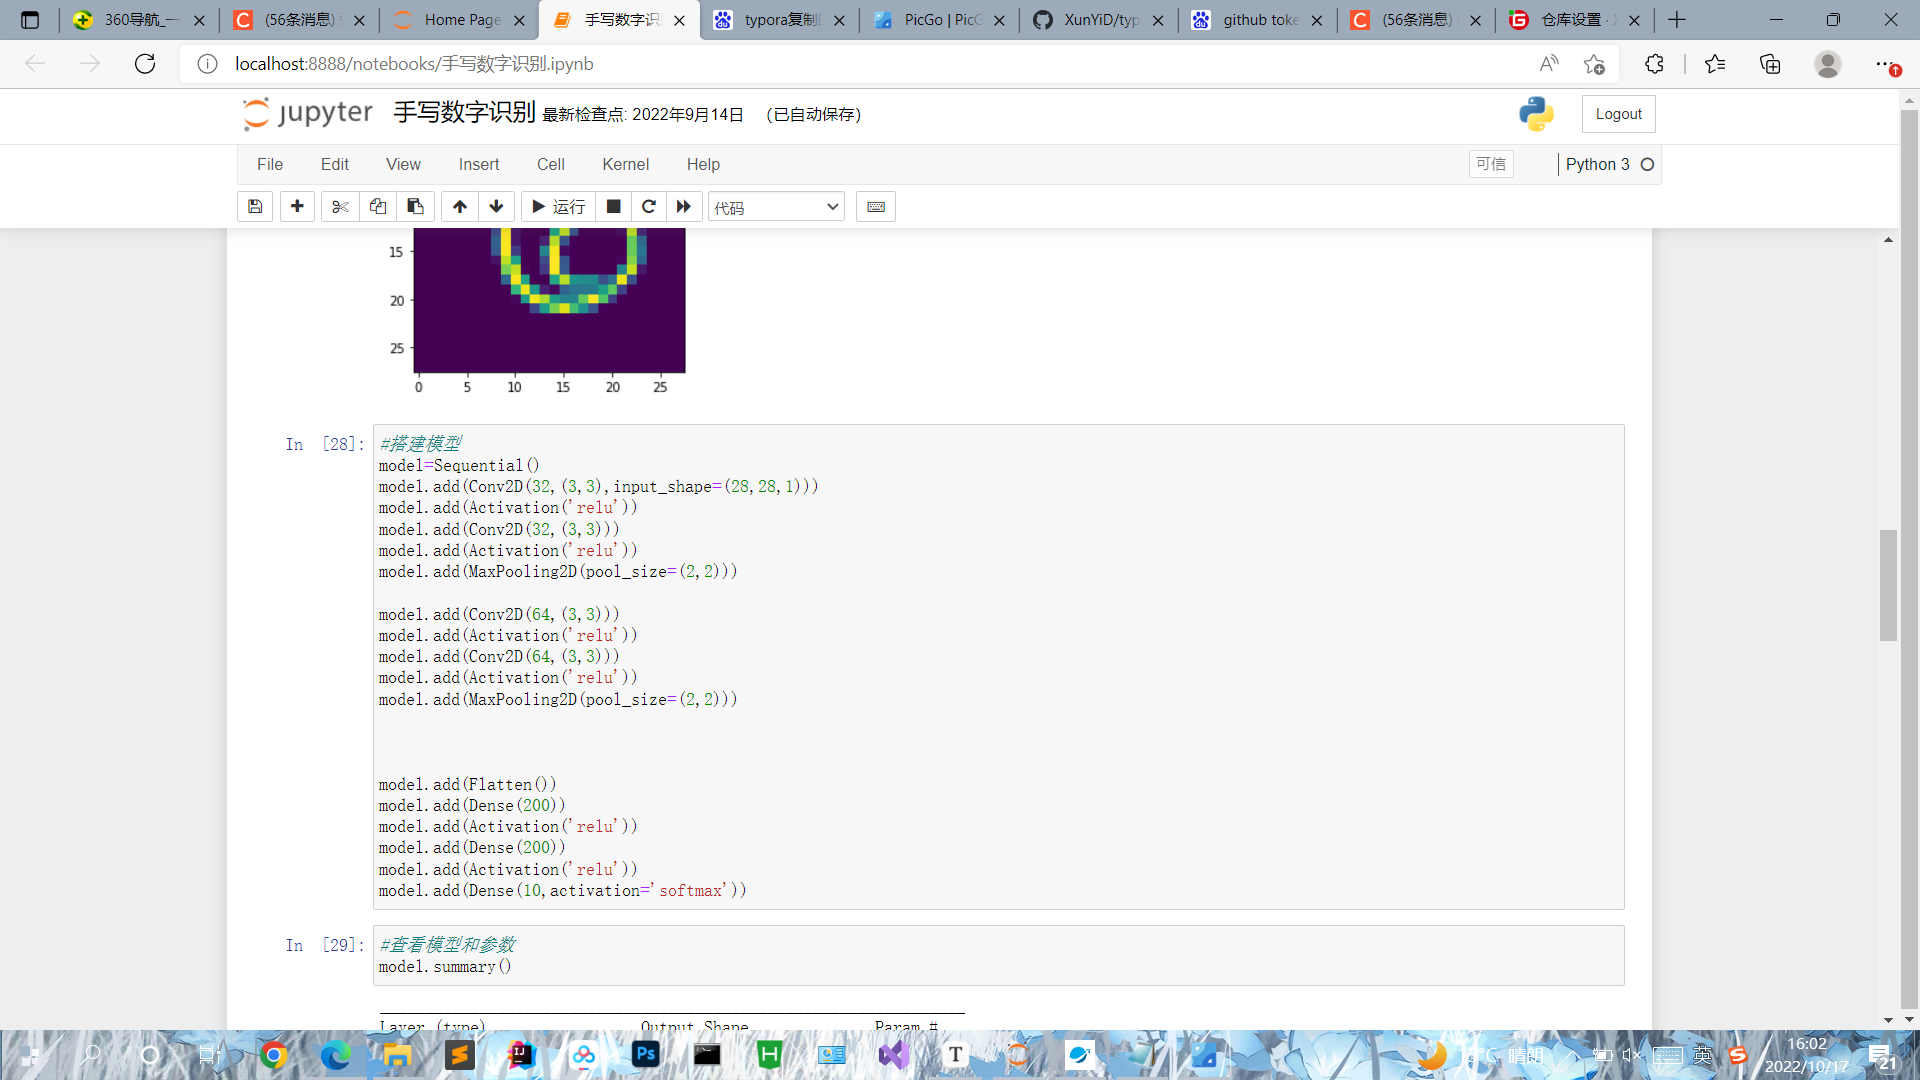 360导航_一
(56条消息)
Home Page
手写数字识
typora复制
PicGo | PicG
XunYiD/typ
github toke
(56条消息)
仓库设置 ·
localhost:8888/notebooks/手写数字识别.ipynb
jupyter 手写数字识别 最新检查点: 2022年9月14日 (已自动保存)
Logout
File Edit View Insert Cell Kernel Help 可信 Python 3
运行 代码
15
20
25
0 5 10 15 20 25
In [28]:
#搭建模型
model=Sequential()
model.add(Conv2D(32,(3,3),input_shape=(28,28,1)))
model.add(Activation('relu'))
model.add(Conv2D(32,(3,3)))
model.add(Activation('relu'))
model.add(MaxPooling2D(pool_size=(2,2)))
model.add(Conv2D(64,(3,3)))
model.add(Activation('relu'))
model.add(Conv2D(64,(3,3)))
model.add(Activation('relu'))
model.add(MaxPooling2D(pool_size=(2,2)))
model.add(Flatten())
model.add(Dense(200))
model.add(Activation('relu'))
model.add(Dense(200))
model.add(Activation('relu'))
model.add(Dense(10,activation='softmax'))
In [29]:
#查看模型和参数
model.summary()
Layer (type) Output Shape Param #
晴朗
英
16:02
2022/10/17
21